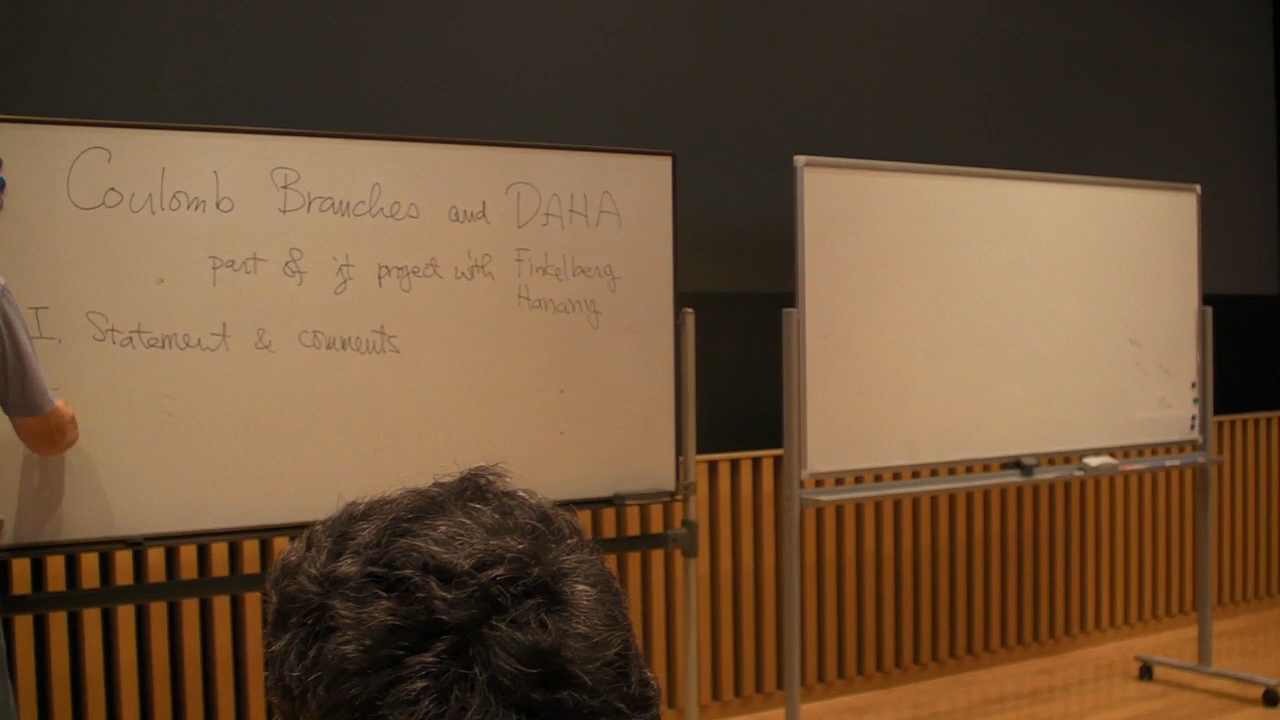 Coulomb Branches and DAHA
part of jt project with Finkelberg
Hanany
I. Statement & comments